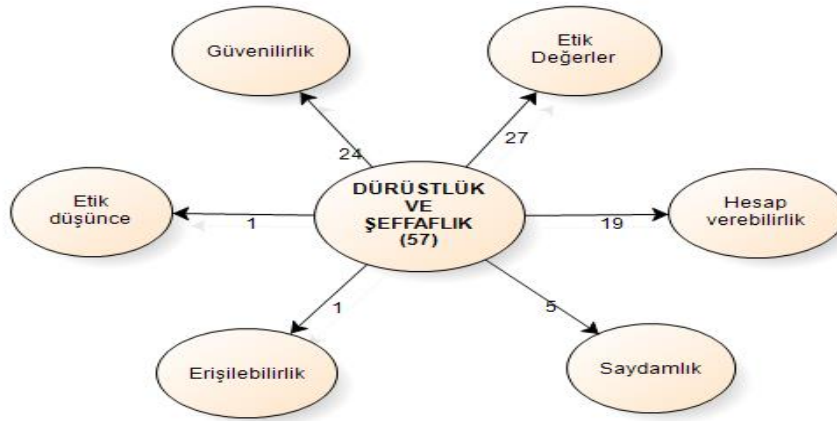 Güvenilirlik
Etik
Değerler
24
27
DÜRÜSTLÜK
VE
ŞEFFAFLIK
(57)
Etik
düşünce
1
19
Hesap
verebilirlik
1
5
Erişilebilirlik
Saydamlık